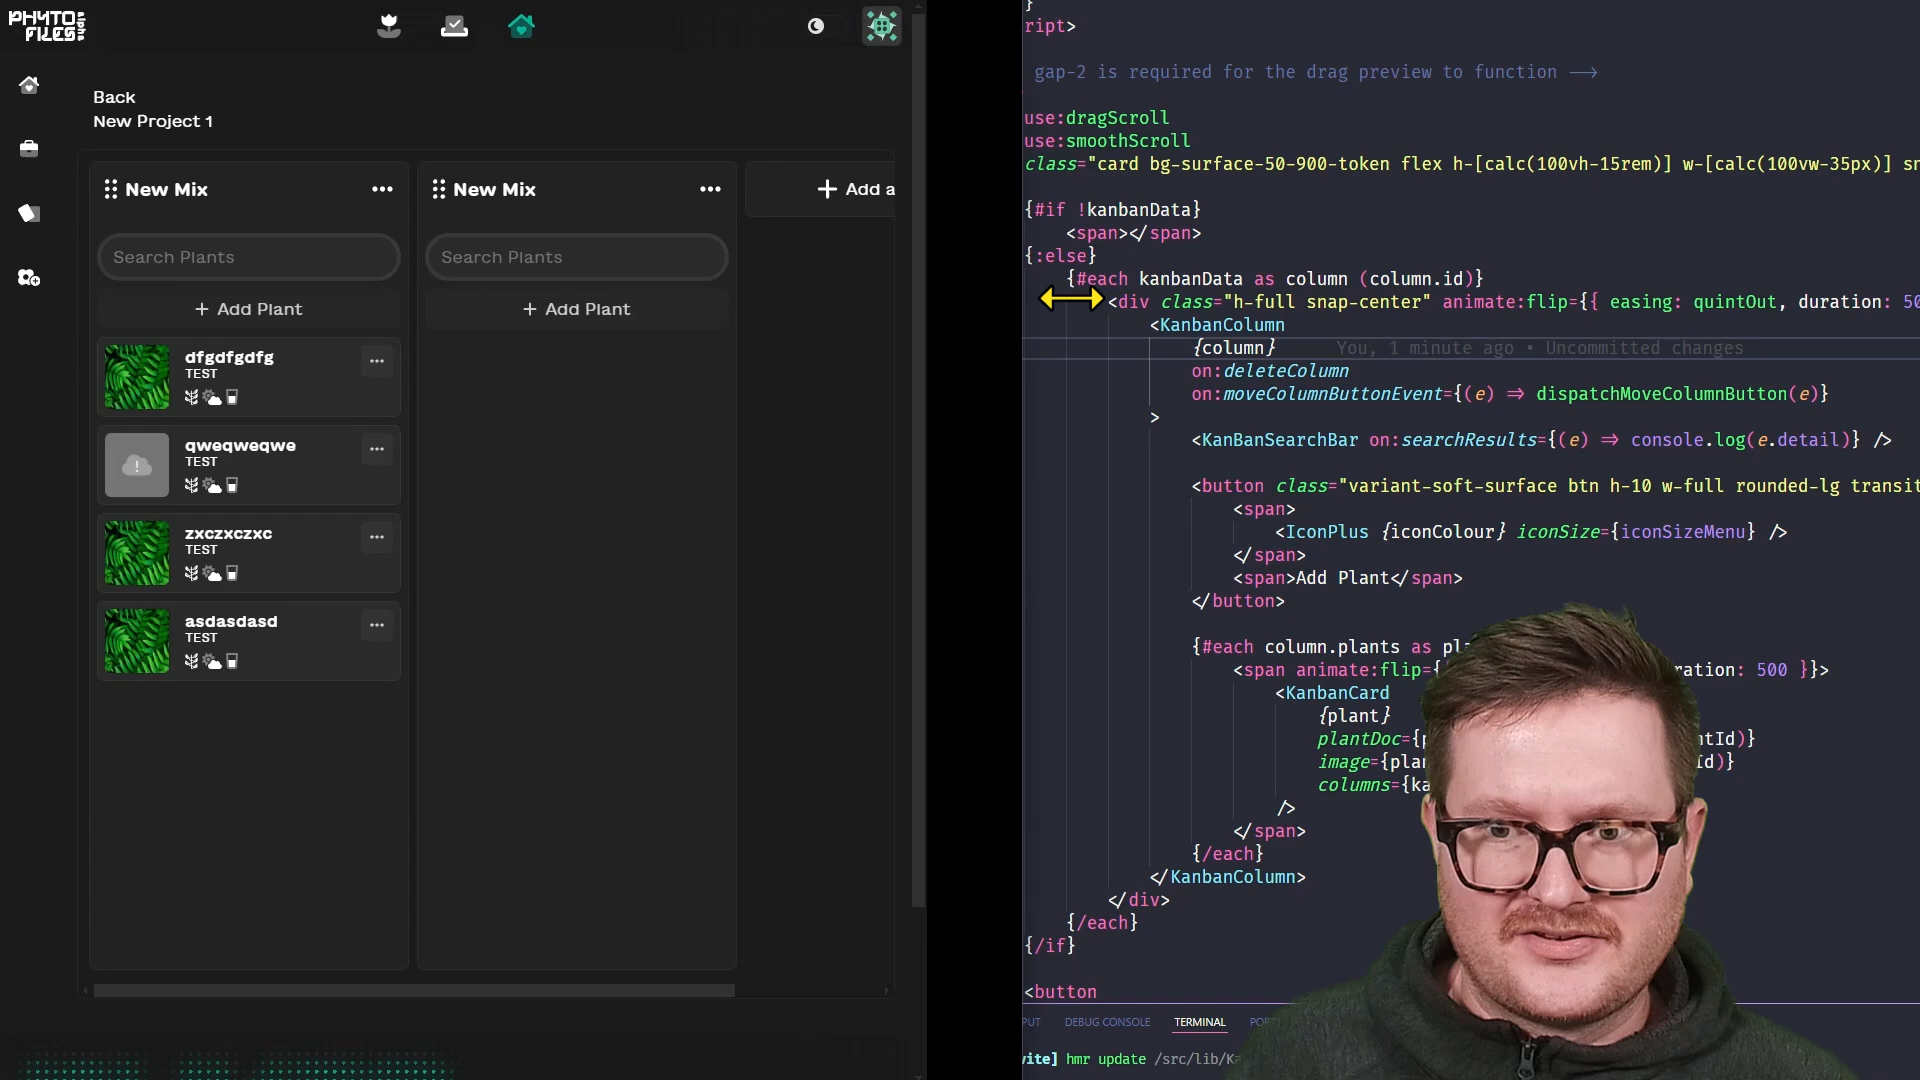 PHYTO
FILES
alpha
Back
New Project 1
New Mix
New Mix
Add a
Search Plants
Search Plants
Add Plant
Add Plant
dfgdfgdfg
TEST
qweqweqwe
TEST
zxczxczxc
TEST
asdasdasd
TEST
}
ript>
gap-2 is required for the drag preview to function -->
use:dragScroll
use:smoothScroll
class="card bg-surface-50-900-token flex h-[calc(100vh-15rem)] w-[calc(100vw-35px)] sn
{#if !kanbanData}
<span></span>
{:else}
{#each kanbanData as column (column.id)}
<div class="h-full snap-center" animate:flip={{ easing: quintOut, duration: 50
<KanbanColumn
{column} You, 1 minute ago • Uncommitted changes
on:deleteColumn
on:moveColumnButtonEvent={(e) => dispatchMoveColumnButton(e)}
>
<KanBanSearchBar on:searchResults={(e) => console.log(e.detail)} />
<button class="variant-soft-surface btn h-10 w-full rounded-lg transit
<span>
<IconPlus {iconColour} iconSize={iconSizeMenu} />
</span>
<span>Add Plant</span>
</button>
{#each column.plants as pla
<span animate:flip={ ration: 500 }}>
<KanbanCard
{plant}
plantDoc={p ntId)}
image={plan Id)}
columns={ka
/>
</span>
{/each}
</KanbanColumn>
</div>
{/each}
{/if}
<button
PUT DEBUG CONSOLE TERMINAL POR
vite] hmr update /src/lib/Ka